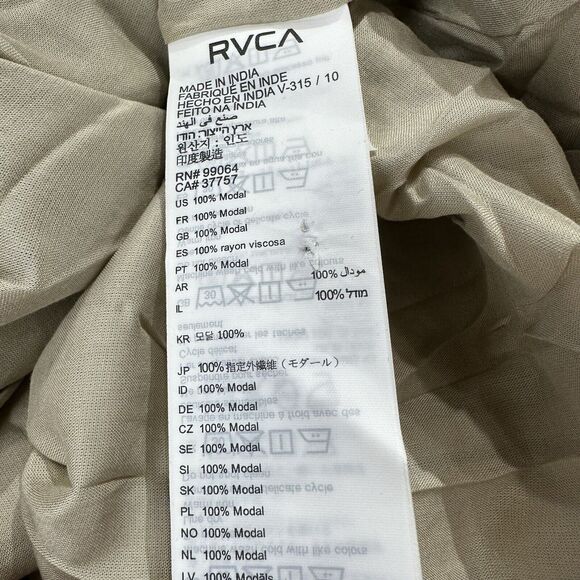 RVCA
MADE IN INDIA
FABRIQUÉ EN INDE
HECHO EN INDIA V-315 / 10
FEITO NA INDIA
صنع في الهند
ארץ הייצור: הודו
원산지 : 인도
印度製造
RN# 99064
CA# 37757
US 100% Modal
FR 100% Modal
GB 100% Modal
ES 100% rayon viscosa
PT 100% Modal
AR 100% مودال
IL 100% מודל
KR 모달 100%
JP 100% 指定外繊維（モダール）
ID 100% Modal
DE 100% Modal
CZ 100% Modal
SE 100% Modal
SI 100% Modal
SK 100% Modal
PL 100% Modal
NO 100% Modal
NL 100% Modal
LV 100% Modāls